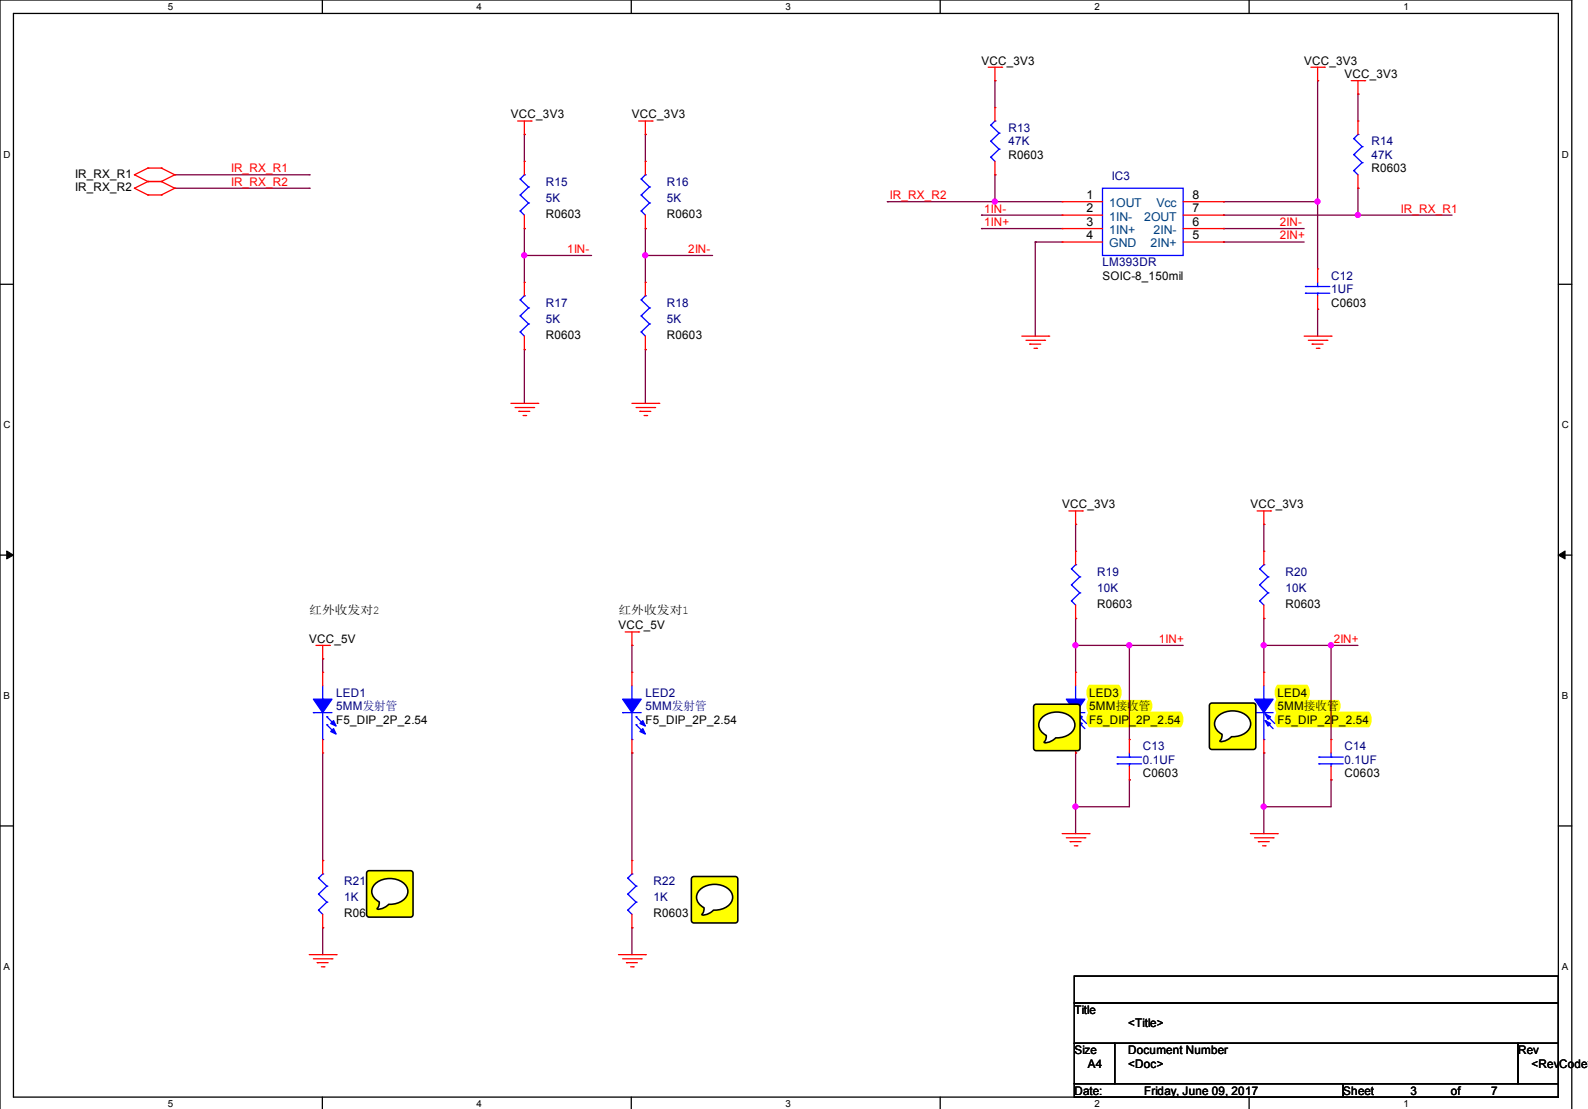 5 4 3 2 1
D
D
C
C
B
B
A
A
VCC_3V3
VCC_3V3
VCC_3V3
VCC_3V3
VCC_3V3
IR_RX_R1
IR_RX_R2
IR_RX_R1
IR_RX_R2
R15
5K
R0603
R16
5K
R0603
1IN-
2IN-
R17
5K
R0603
R18
5K
R0603
R13
47K
R0603
R14
47K
R0603
IC3
IR_RX_R2
1IN-
1IN+
1
2
3
4
1OUT
1IN-
1IN+
GND
Vcc
2OUT
2IN-
2IN+
8
7
6
5
IR_RX_R1
2IN-
2IN+
LM393DR
SOIC-8_150mil
C12
1UF
C0603
VCC_3V3
VCC_3V3
R19
10K
R0603
R20
10K
R0603
1IN+
2IN+
红外收发对2
VCC_5V
红外收发对1
VCC_5V
LED1
5MM发射管
F5_DIP_2P_2.54
LED2
5MM发射管
F5_DIP_2P_2.54
LED3
5MM接收管
F5_DIP_2P_2.54
LED4
5MM接收管
F5_DIP_2P_2.54
C13
0.1UF
C0603
C14
0.1UF
C0603
R21
1K
R06
R22
1K
R0603
Title
<Title>
Size
A4
Document Number
<Doc>
Rev
<RevCode
Date:
Friday, June 09, 2017
Sheet 3 of 7
5 4 3 2 1